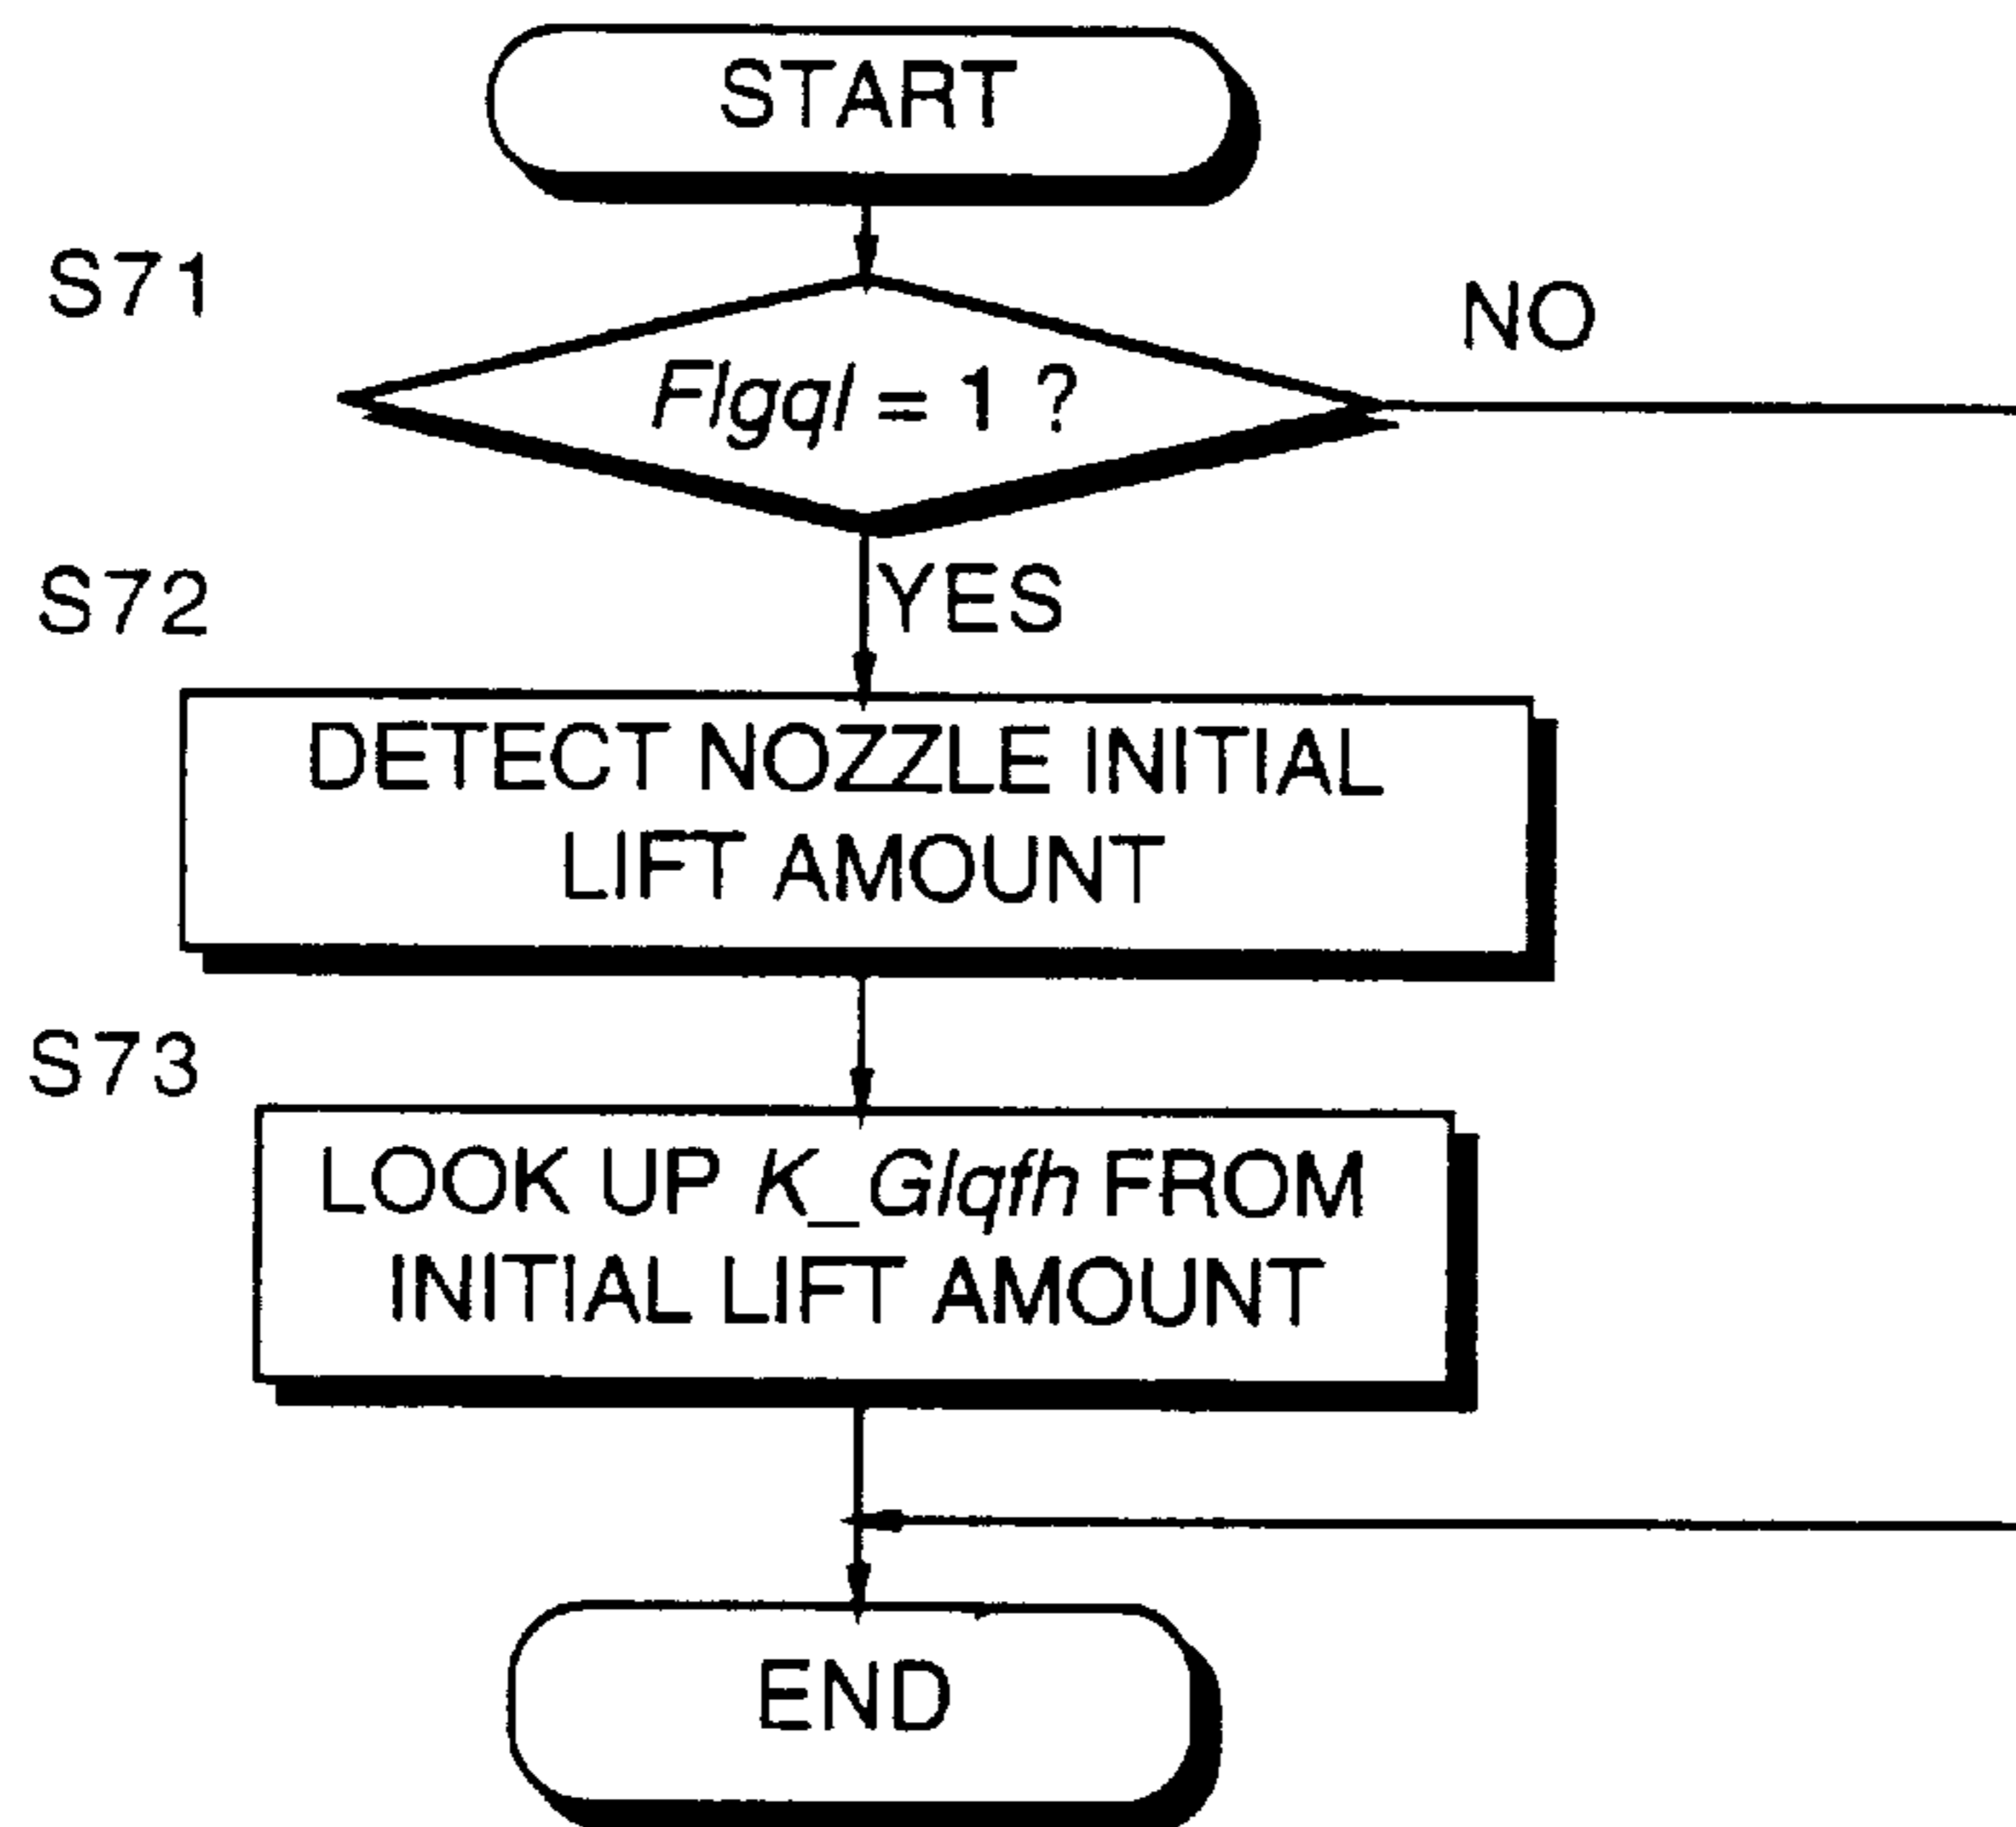 START
S71
NO
Flgql = 1 ?
S72
YES
DETECT NOZZLE INITIAL
LIFT AMOUNT
S73
LOOK UP K_Glqfh FROM
INITIAL LIFT AMOUNT
END